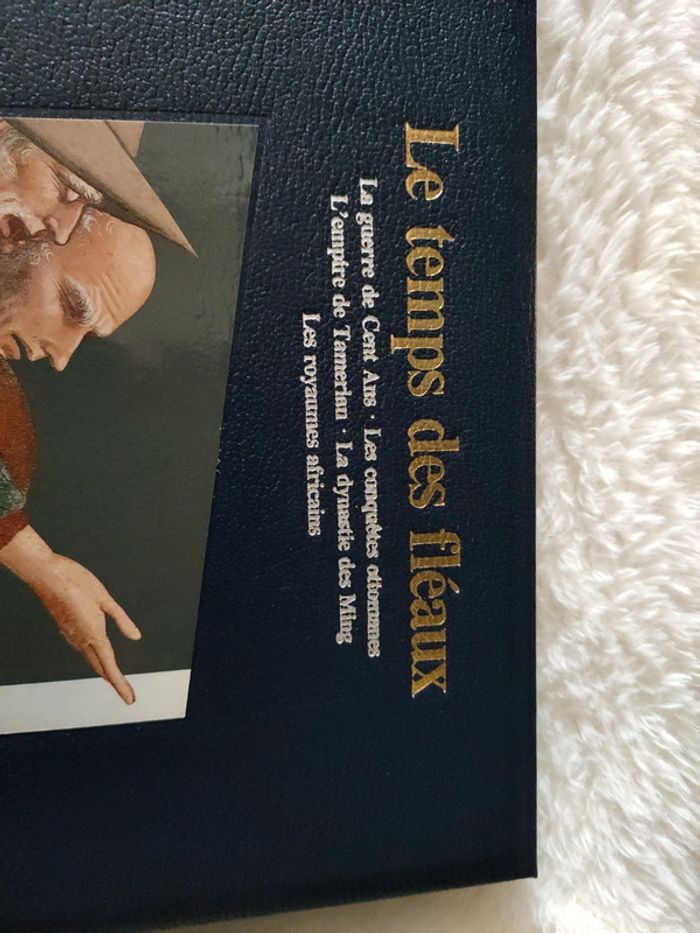 Le temps des fléaux
La guerre de Cent Ans · Les conquêtes ottomanes
L'empire de Tamerlan · La dynastie des Ming
Les royaumes africains